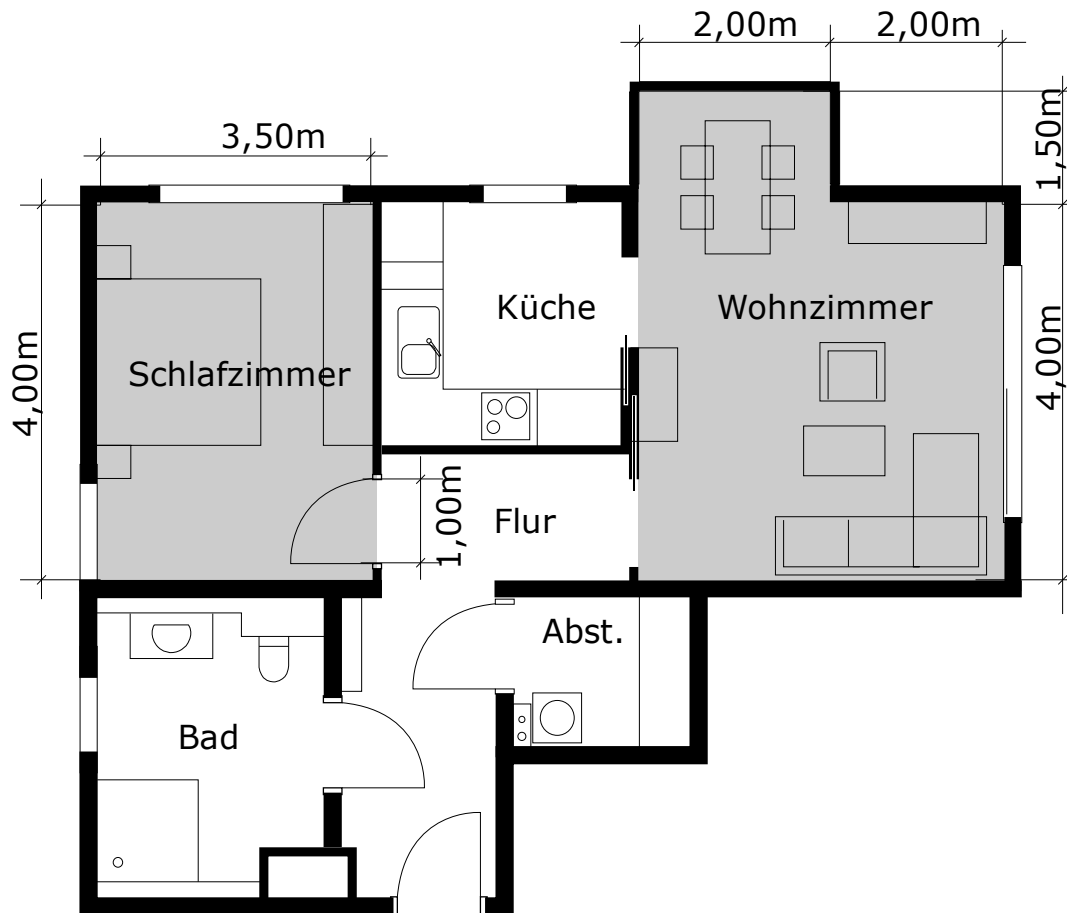 2,00m
2,00m
3,50m
1,50m
4,00m
Küche
Wohnzimmer
Schlafzimmer
4,00m
1,00m
Flur
Abst.
Bad